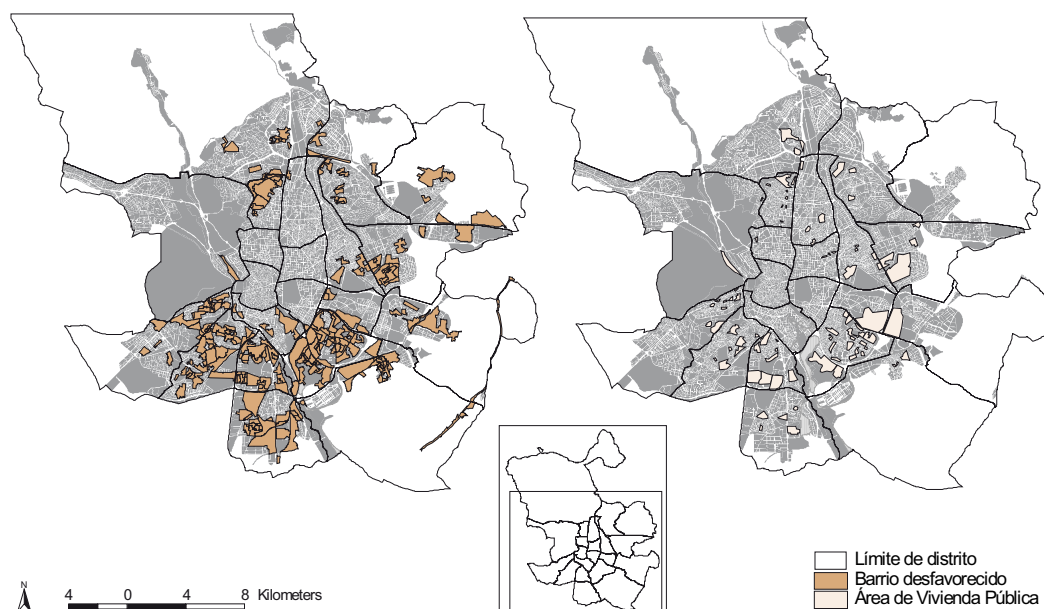 Límite de distrito
Barrio desfavorecido
Área de Vivienda Pública
N
4 0 4 8 Kilometers